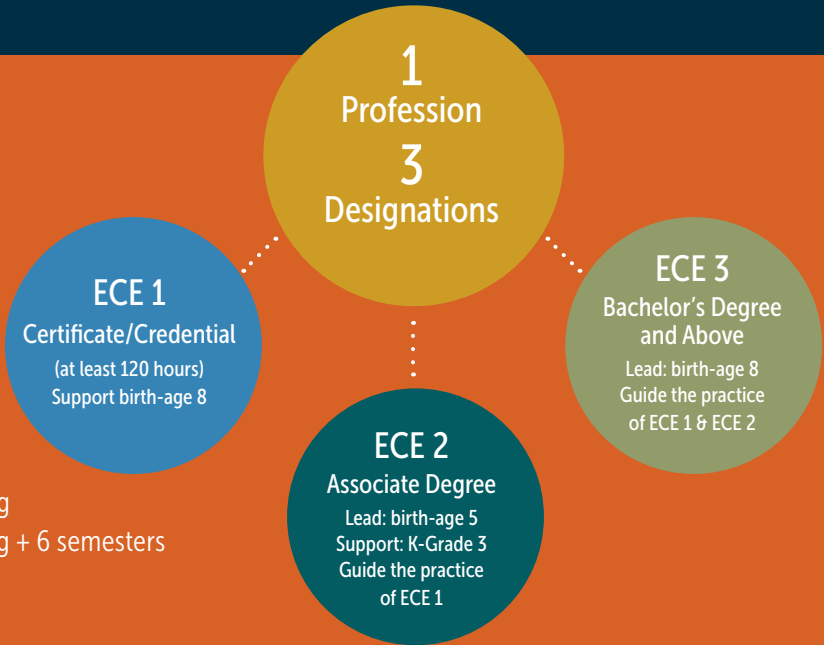 1
Profession
3
Designations
ECE 1
Certificate/Credential
(at least 120 hours)
Support birth-age 8
ECE 2
Associate Degree
Lead: birth-age 5
Support: K-Grade 3
Guide the practice
of ECE 1
ECE 3
Bachelor’s Degree
and Above
Lead: birth-age 8
Guide the practice
of ECE 1 & ECE 2
g
g + 6 semesters